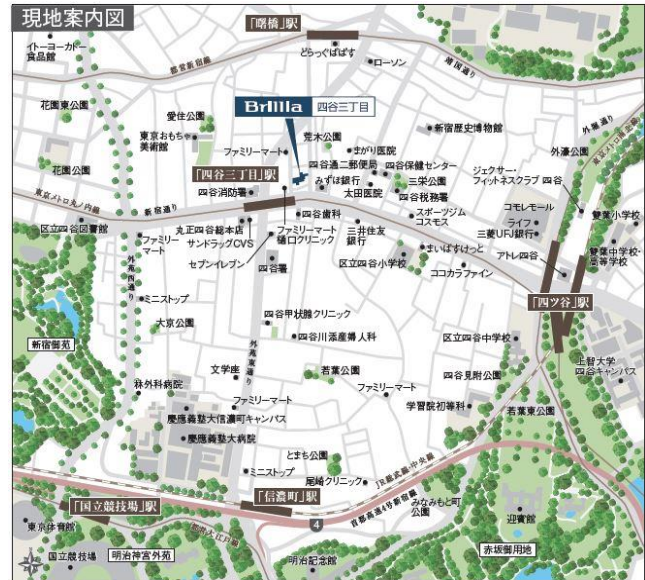 現地案内図
「曙橋」駅
イトーヨーカドー
食品館
どらっぐぱぱす
ローソン
都営新宿線
靖国通り
花園東公園
愛住公園
Brillia 四谷三丁目
東京おもちゃ
美術館
ファミリーマート
荒木公園
まがり医院
新宿歴史博物館
外堀通り
東京メトロ南北線
外濠公園
花園公園
「四谷三丁目」駅
四谷通二郵便局
四谷保健センター
ジェクサー・
フィットネスクラブ 四谷
東京メトロ丸ノ内線
新宿通り
四谷消防署
みずほ銀行
太田医院
三栄公園
四谷税務署
コモレモール
ライフ
三菱UFJ銀行
雙葉小学校
区立四谷図書館
丸正四谷総本店
サンドラッグCVS
ファミリーマート
樋口クリニック
四谷歯科
三井住友
銀行
スポーツジム
コスモス
まいばすけっと
アトレ四谷
雙葉中学校・
高等学校
ファミリー
マート
セブンイレブン
四谷署
区立四谷小学校
ココカラファイン
外苑西通り
ミニストップ
「四ツ谷」駅
大京公園
四谷甲状腺クリニック
新宿御苑
外苑東通り
四谷川添産婦人科
区立四谷中学校
上智大学
四谷キャンパス
文学座
若葉公園
四谷見附公園
林外科病院
ファミリーマート
ファミリーマート
学習院初等科
若葉東公園
慶應義塾大信濃町キャンパス
慶應義塾大病院
とまち公園
ミニストップ
尾崎クリニック
JR総武線・中央線
「国立競技場」駅
「信濃町」駅
4
首都高速4号新宿線
みなみもと町
公園
迎賓館
東京体育館
都営大江戸線
国立競技場
明治神宮外苑
明治記念館
赤坂御用地